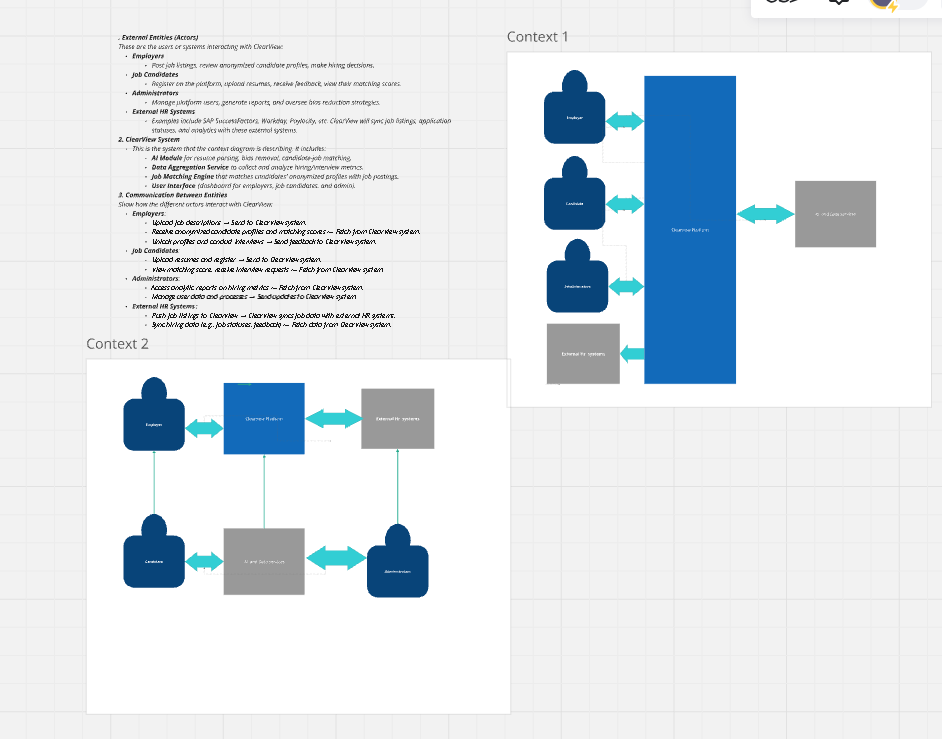 . External Entities (Actors)
These are the users or systems interacting with ClearView:
• Employers
• Post job listings, review anonymized candidate profiles, make hiring decisions.
• Job Candidates
• Register on the platform, upload resumes, receive feedback, view their matching scores.
• Administrators
• Manage platform users, generate reports, and oversee bias reduction strategies.
• External HR Systems
• Examples include SAP SuccessFactors, Workday, Paylocity, etc. ClearView will sync job listings, application
statuses, and analytics with these external systems.
2. ClearView System
• This is the system that the context diagram is describing. It includes:
• AI Module for resume parsing, bias removal, candidate-job matching.
• Data Aggregation Service to collect and analyze hiring/interview metrics.
• Job Matching Engine that matches candidates' anonymized profiles with job postings.
• User Interface (dashboard for employers, job candidates, and admin).
3. Communication Between Entities
Show how the different actors interact with ClearView:
• Employers:
• Upload job descriptions → Send to ClearView system.
• Receive anonymized candidate profiles and matching scores ← Fetch from ClearView system.
• Unlock profiles and conduct interviews → Send feedback to ClearView system.
• Job Candidates:
• Upload resumes and register → Send to ClearView system.
• View matching score, receive interview requests ← Fetch from ClearView system
• Administrators:
• Access analytic reports on hiring metrics ← Fetch from ClearView system.
• Manage user data and processes → Send updates to ClearView system
• External HR Systems:
• Push job listings to ClearView → ClearView syncs job data with external HR systems.
• Sync hiring data (e.g., job statuses, feedback) ← Fetch data from ClearView system.
Context 1
Employer
Candidate
Administrators
External hr systems
Clearview Platform
Context 2
Employer
Clearview Platform
External Hr systems
Candidate
Administrators